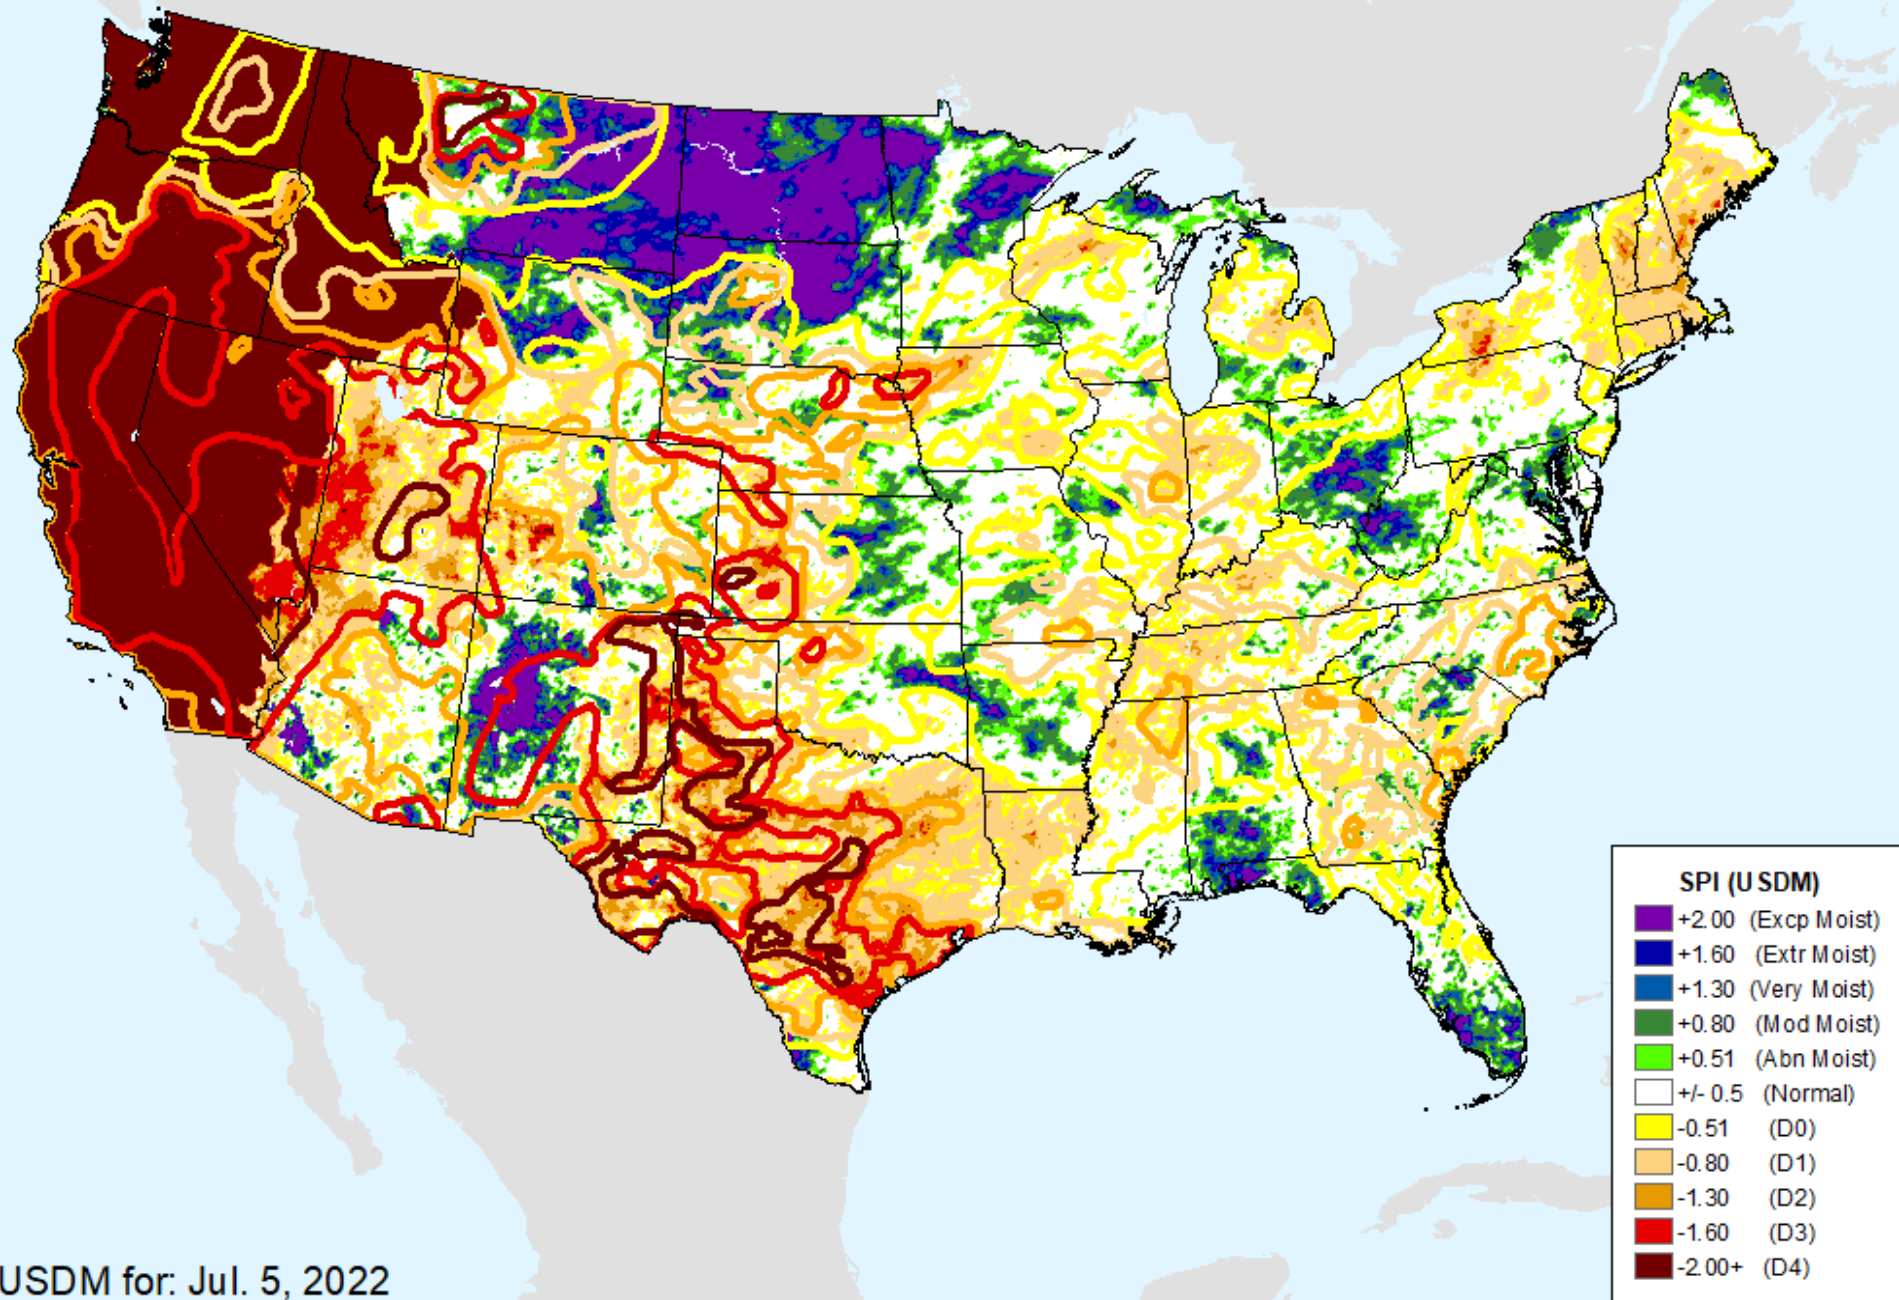 SPI (USDM)
+2.00 (Excp Moist)
+1.60 (Extr Moist)
+1.30 (Very Moist)
+0.80 (Mod Moist)
+0.51 (Abn Moist)
+/- 0.5 (Normal)
-0.51 (D0)
-0.80 (D1)
-1.30 (D2)
-1.60 (D3)
-2.00+ (D4)
USDM for: Jul. 5, 2022